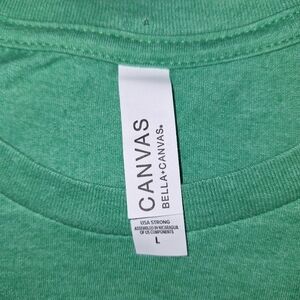 CANVAS
BELLA+CANVAS®
USA STRONG
ASSEMBLED IN NICARAGUA
OF US COMPONENTS
L